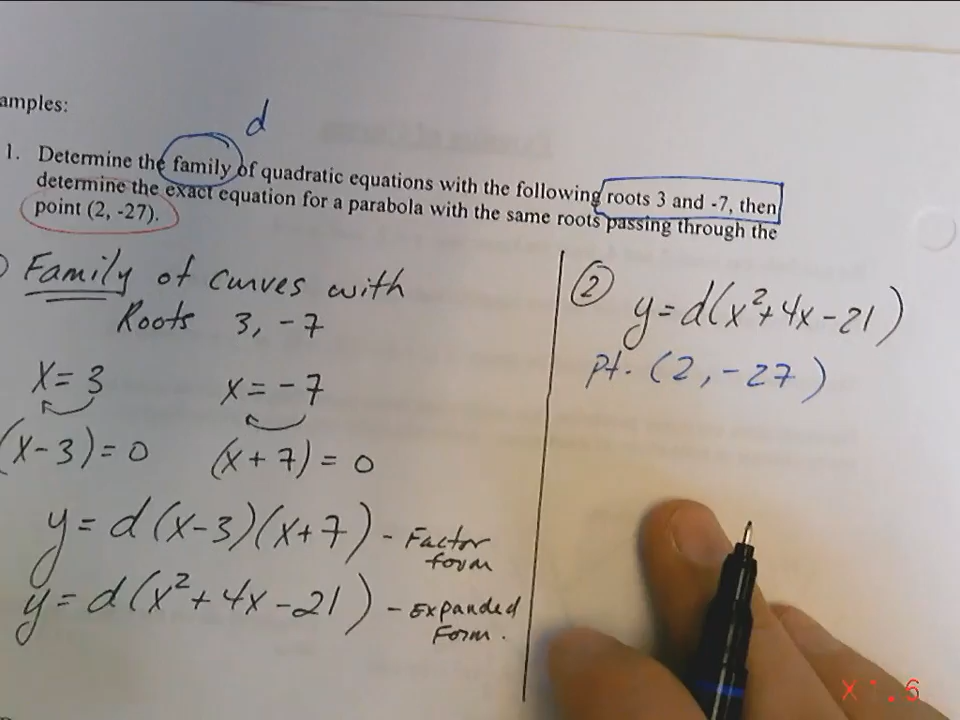 amples:
d
1. Determine the family of quadratic equations with the following roots 3 and -7, then
determine the exact equation for a parabola with the same roots passing through the
point (2, -27).
) Family of curves with
Roots 3, -7
x = 3 x = -7
(x - 3) = 0 (x + 7) = 0
y = d(x-3)(x+7) - Factor
form
y = d(x²+4x-21) - Expanded
Form.
② y = d(x²+4x-21)
pt. (2, -27)